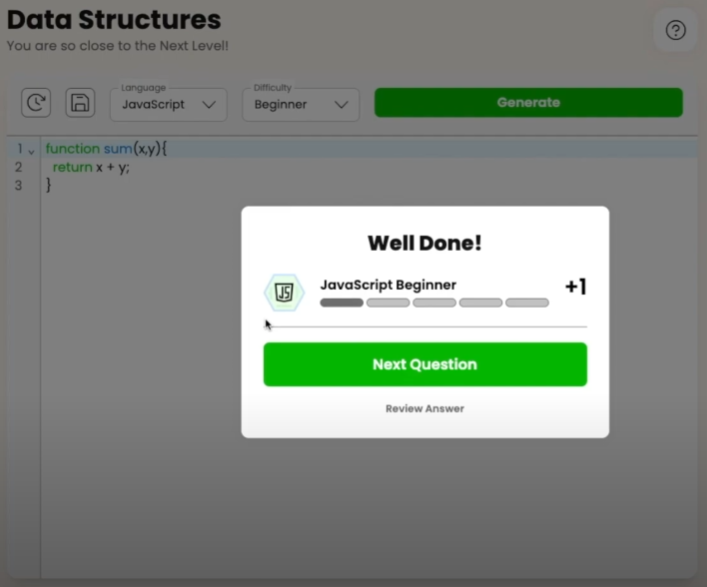 Data Structures
You are so close to the Next Level!
?
Language
JavaScript
Difficulty
Beginner
Generate
1 function sum(x,y){
2 return x + y;
3 }
Well Done!
JS
JavaScript Beginner
+1
Next Question
Review Answer